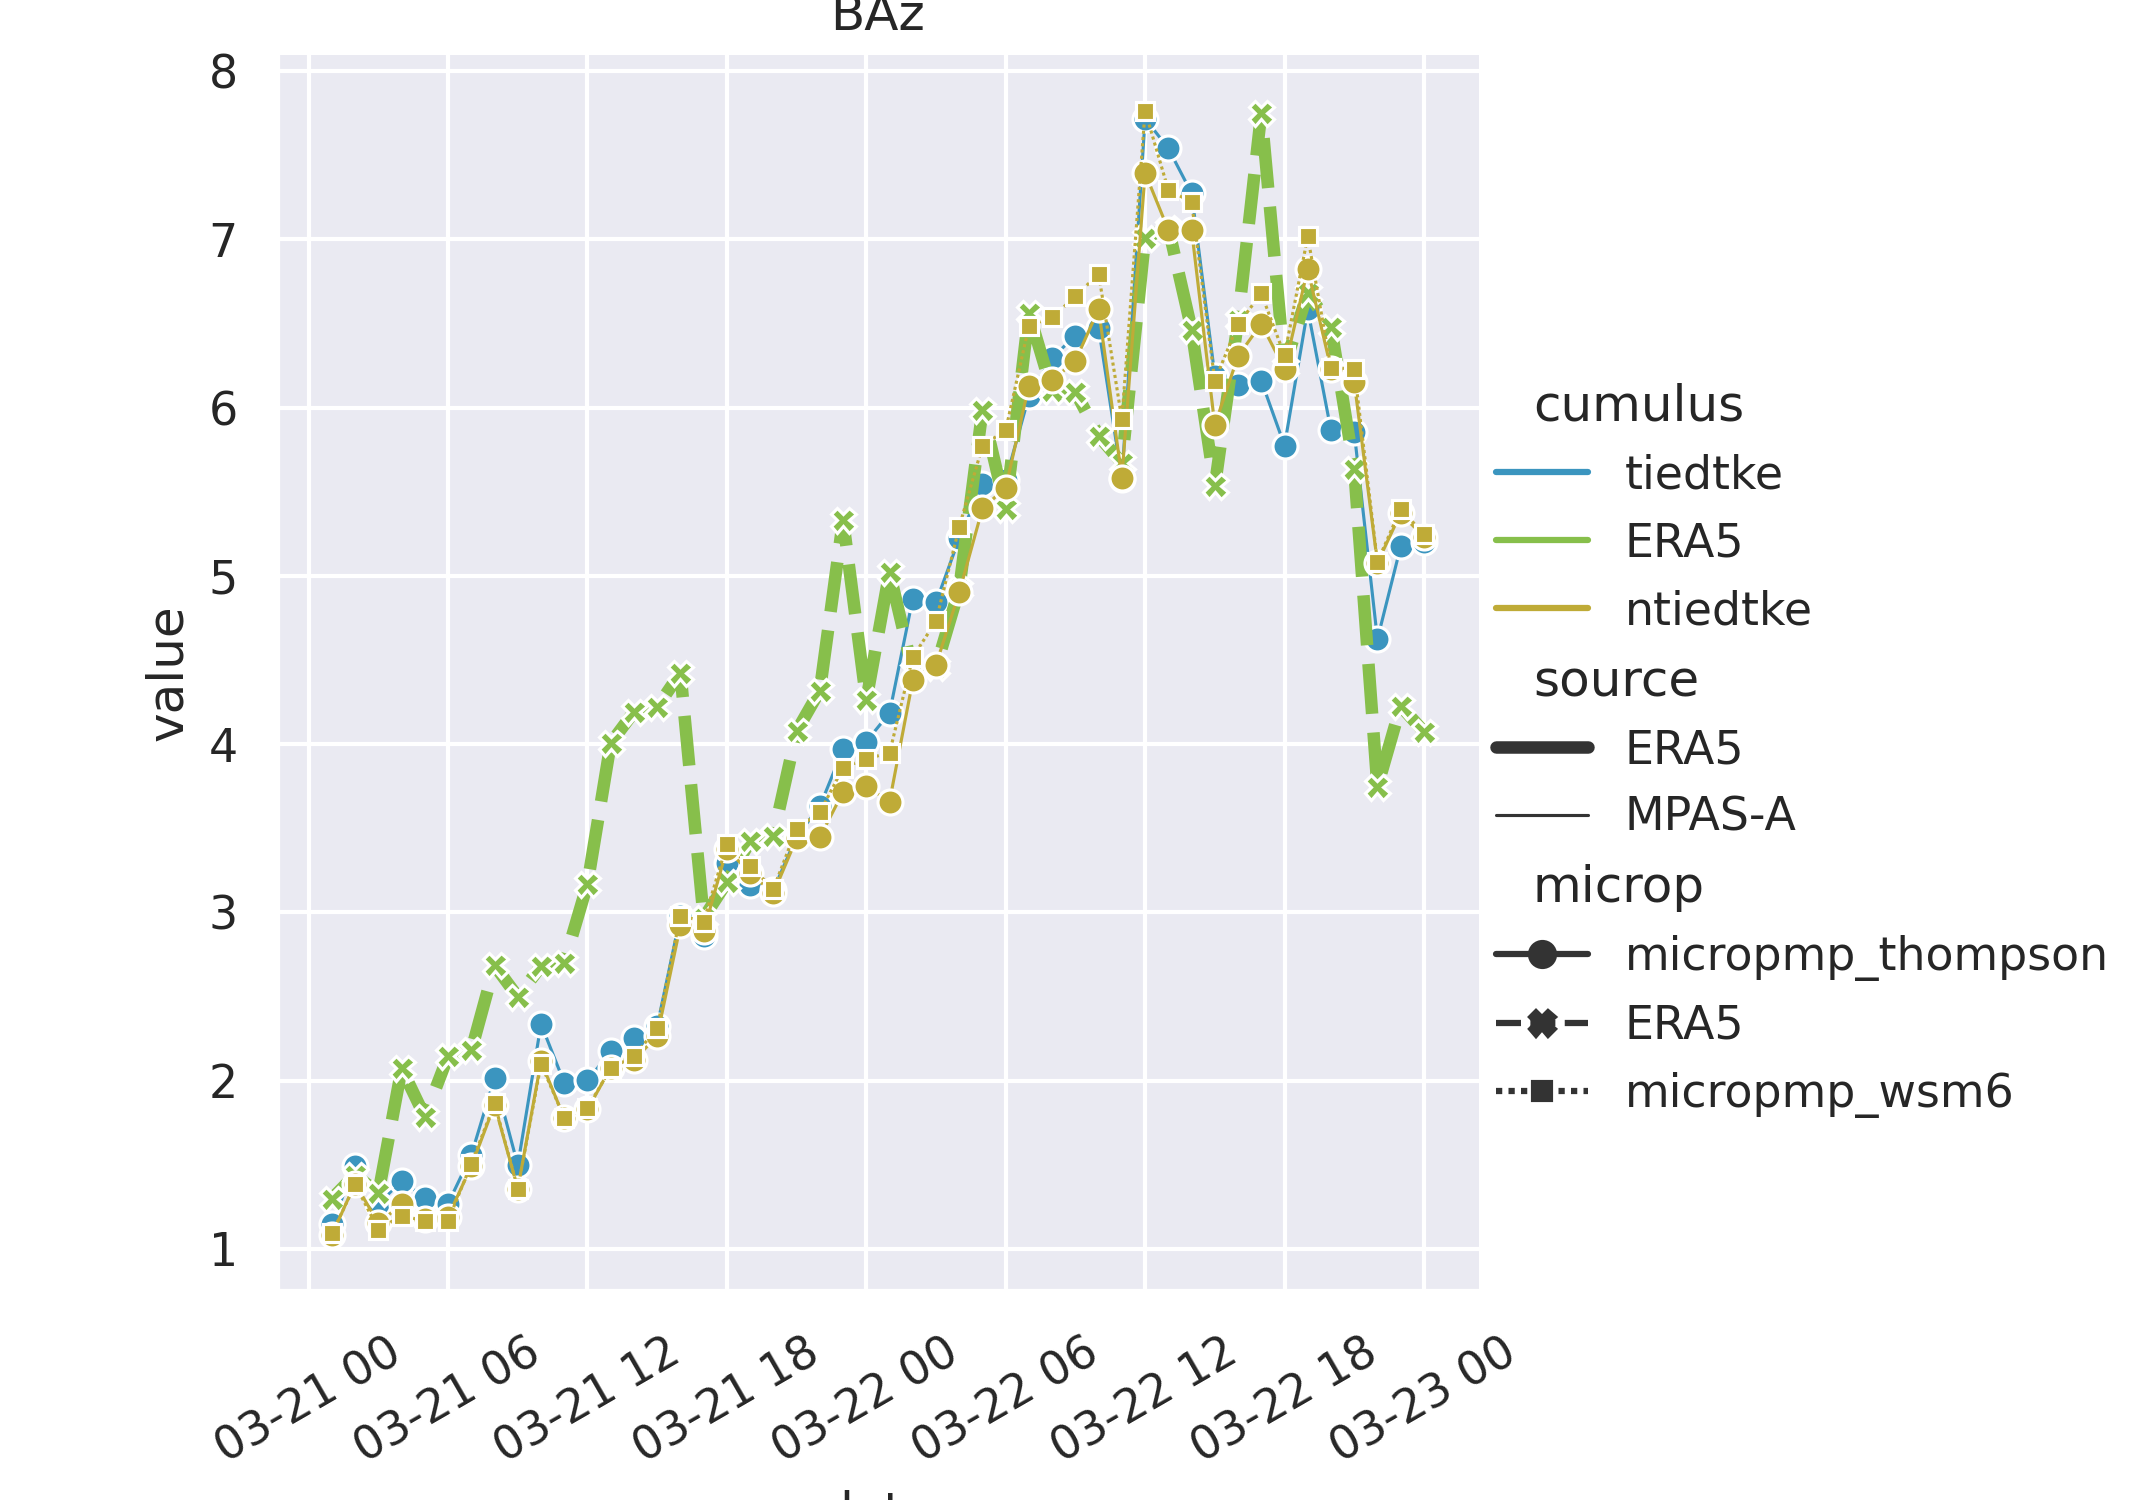 BAz
8
7
6
5
4
3
2
1
value
03-21 00
03-21 06
03-21 12
03-21 18
03-22 00
03-22 06
03-22 12
03-22 18
03-23 00
cumulus
tiedtke
ERA5
ntiedtke
source
ERA5
MPAS-A
microp
micropmp_thompson
ERA5
micropmp_wsm6